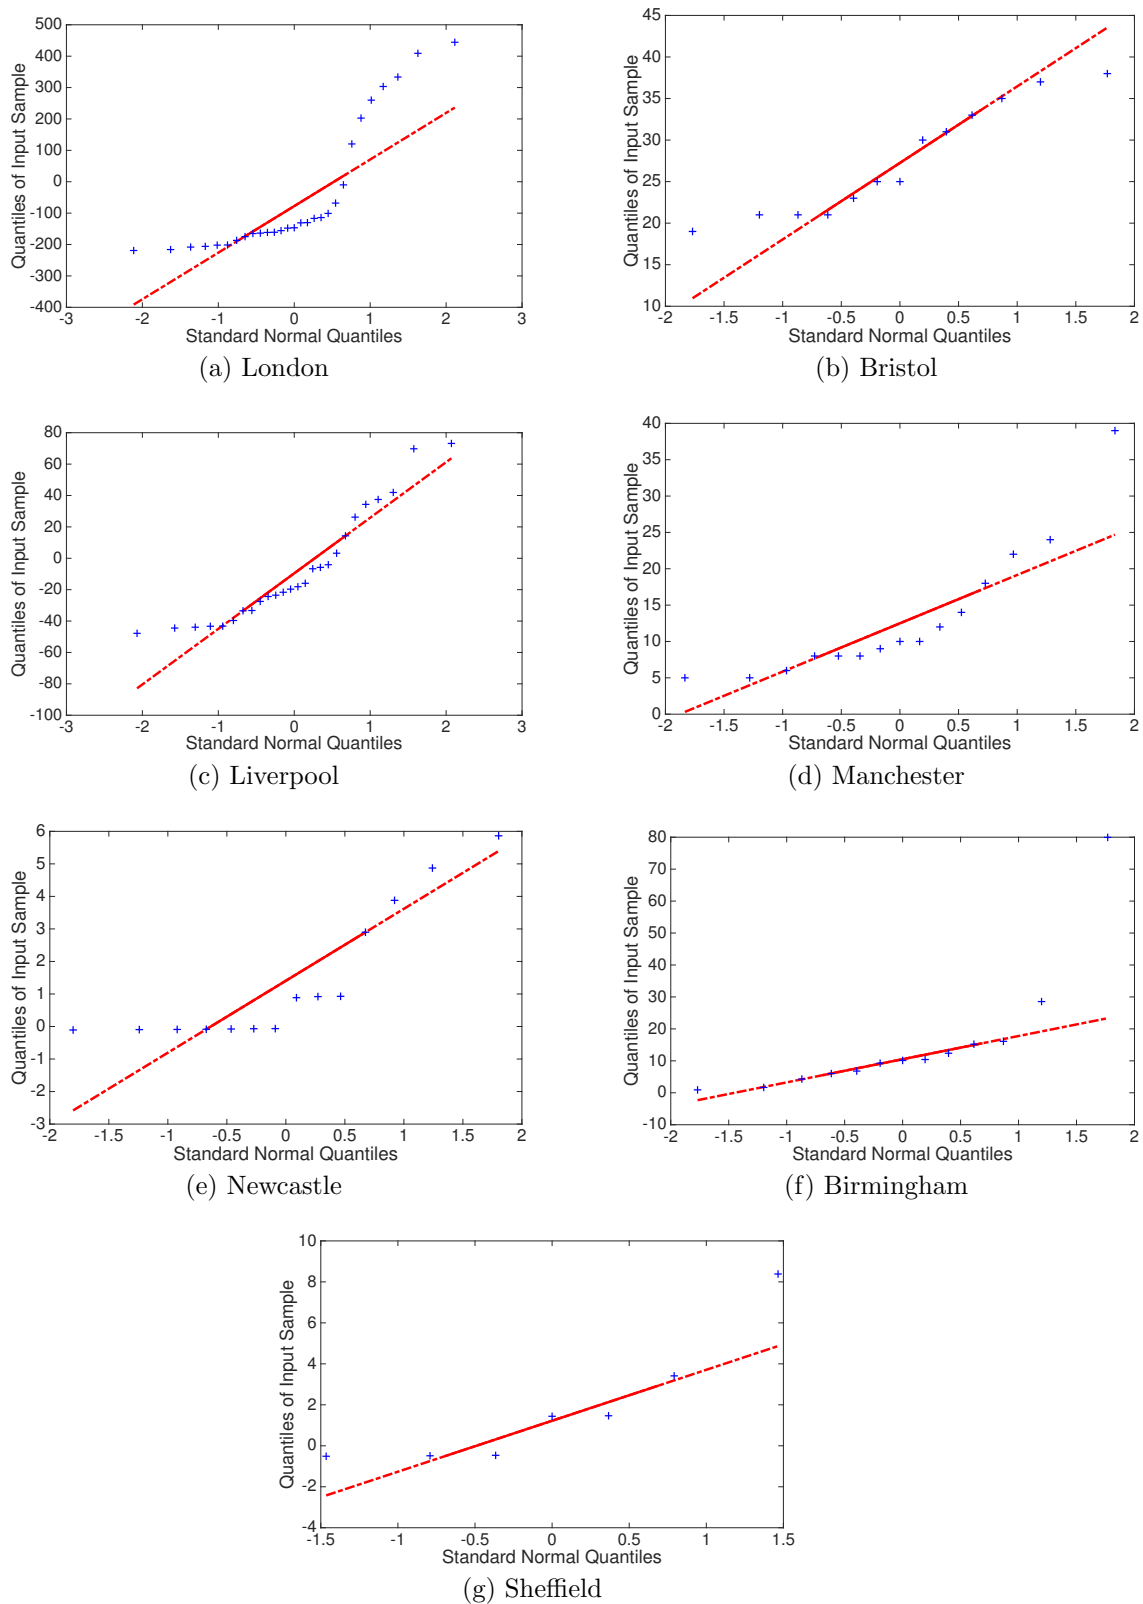 500
400
300
200
100
0
-100
-200
-300
-400
-3 -2 -1 0 1 2 3
Quantiles of Input Sample
Standard Normal Quantiles
(a) London
45
40
35
30
25
20
15
10
-2 -1.5 -1 -0.5 0 0.5 1 1.5 2
Quantiles of Input Sample
Standard Normal Quantiles
(b) Bristol
80
60
40
20
0
-20
-40
-60
-80
-100
-3 -2 -1 0 1 2 3
Quantiles of Input Sample
Standard Normal Quantiles
(c) Liverpool
40
35
30
25
20
15
10
5
0
-2 -1.5 -1 -0.5 0 0.5 1 1.5 2
Quantiles of Input Sample
Standard Normal Quantiles
(d) Manchester
6
5
4
3
2
1
0
-1
-2
-3
-2 -1.5 -1 -0.5 0 0.5 1 1.5 2
Quantiles of Input Sample
Standard Normal Quantiles
(e) Newcastle
80
70
60
50
40
30
20
10
0
-10
-2 -1.5 -1 -0.5 0 0.5 1 1.5 2
Quantiles of Input Sample
Standard Normal Quantiles
(f) Birmingham
10
8
6
4
2
0
-2
-4
-1.5 -1 -0.5 0 0.5 1 1.5
Quantiles of Input Sample
Standard Normal Quantiles
(g) Sheffield